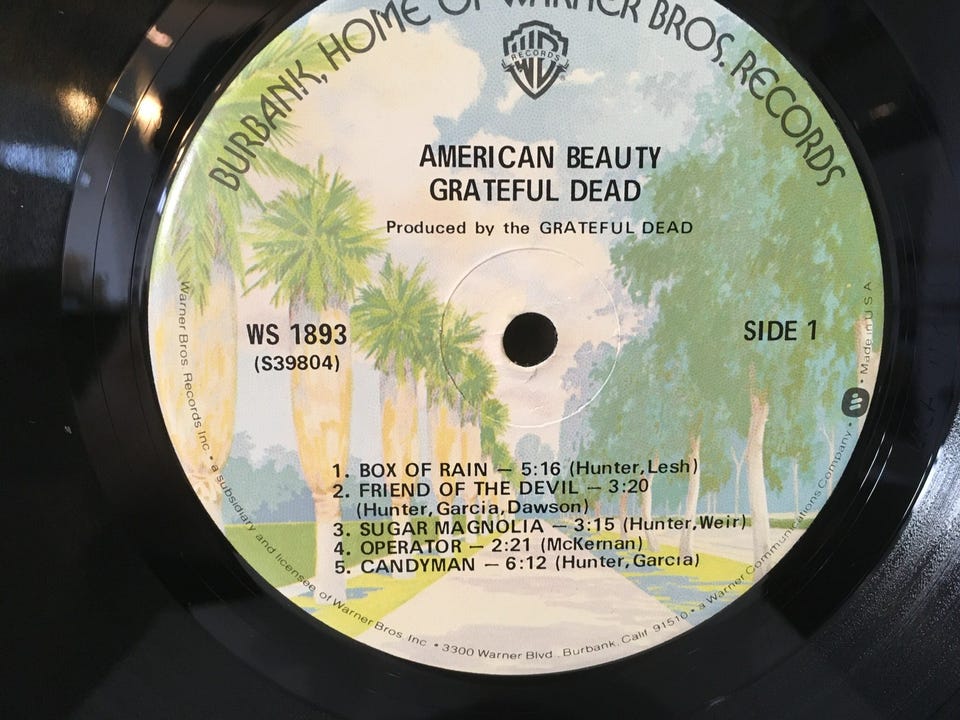 BURBANK, HOME OF WARNER BROS. RECORDS
WB
RECORDS
AMERICAN BEAUTY
GRATEFUL DEAD
Produced by the GRATEFUL DEAD
WS 1893
(S39804)
SIDE 1
1. BOX OF RAIN — 5:16 (Hunter,Lesh)
2. FRIEND OF THE DEVIL — 3:20
(Hunter,Garcia,Dawson)
3. SUGAR MAGNOLIA — 3:15 (Hunter,Weir)
4. OPERATOR — 2:21 (McKernan)
5. CANDYMAN — 6:12 (Hunter,Garcia)
Warner Bros. Records Inc. • a subsidiary and licensee of Warner Bros. Inc. • 3300 Warner Blvd., Burbank, Calif. 91510 • a Warner Communications Company • Made in U.S.A.